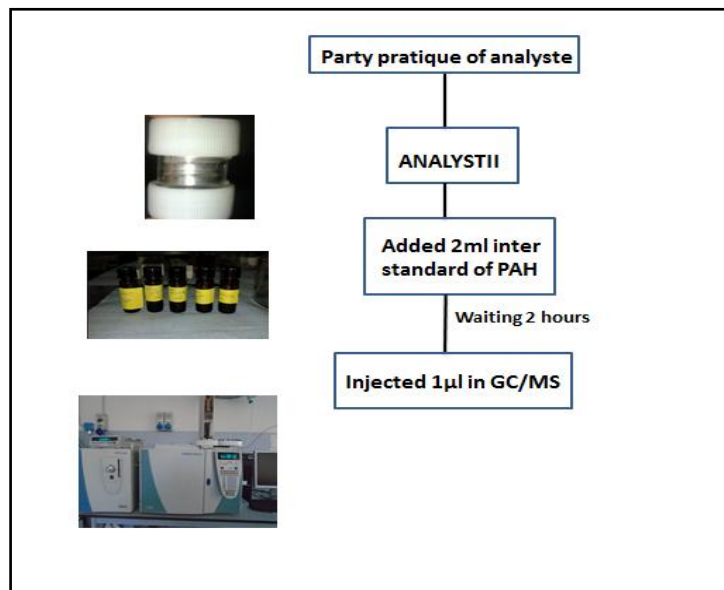 Party pratique of analyste
ANALYSTII
Added 2ml inter
standard of PAH
Waiting 2 hours
Injected 1µl in GC/MS